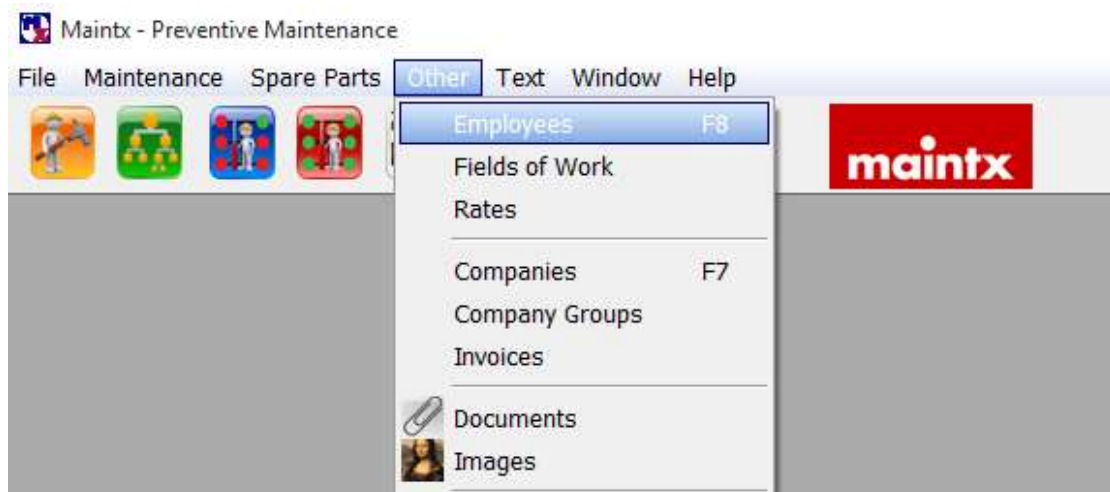 Maintx - Preventive Maintenance
File Maintenance Spare Parts Other Text Window Help
Employees F8
maintx
Fields of Work
Rates
Companies F7
Company Groups
Invoices
Documents
Images